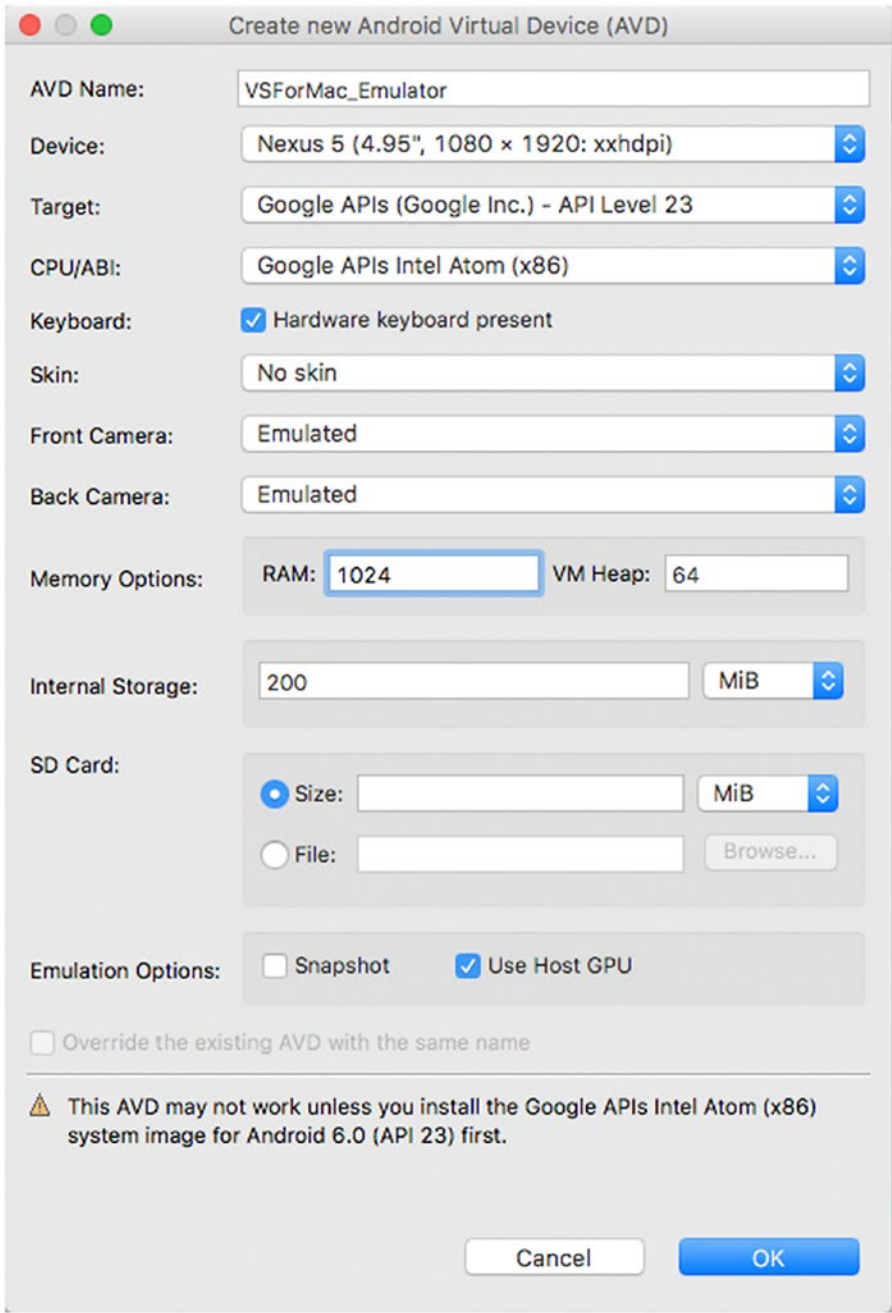 Create new Android Virtual Device (AVD)
AVD Name: VSForMac_Emulator
Device: Nexus 5 (4.95", 1080 × 1920: xxhdpi)
Target: Google APIs (Google Inc.) - API Level 23
CPU/ABI: Google APIs Intel Atom (x86)
Keyboard: Hardware keyboard present
Skin: No skin
Front Camera: Emulated
Back Camera: Emulated
Memory Options: RAM: 1024 VM Heap: 64
Internal Storage: 200 MiB
SD Card:
Size: MiB
File: Browse...
Emulation Options: Snapshot Use Host GPU
Override the existing AVD with the same name
This AVD may not work unless you install the Google APIs Intel Atom (x86)
system image for Android 6.0 (API 23) first.
Cancel OK